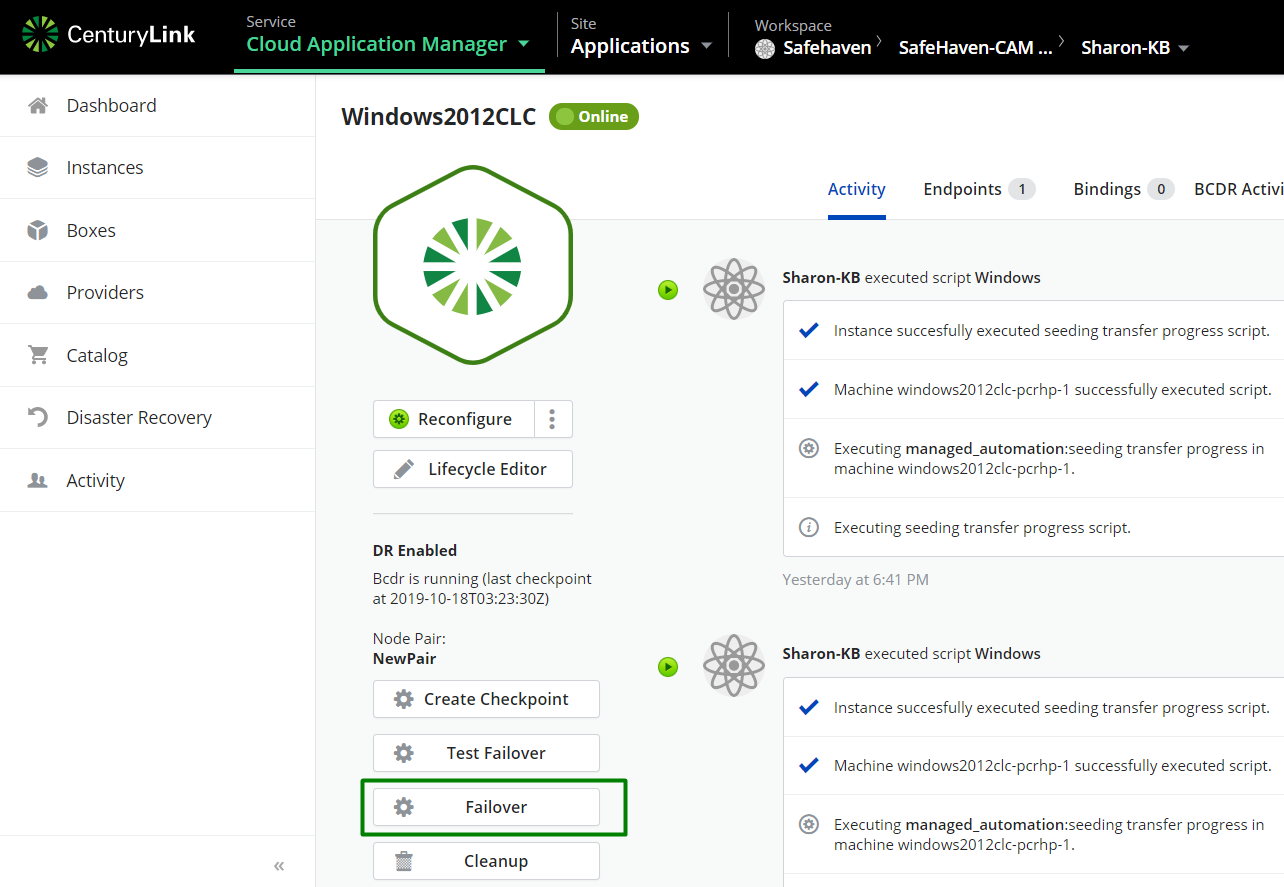 CenturyLink
Service
Cloud Application Manager
Site
Applications
Workspace
Safehaven
SafeHaven-CAM ...
Sharon-KB
Dashboard
Instances
Boxes
Providers
Catalog
Disaster Recovery
Activity
«
Windows2012CLC
Online
Activity
Endpoints 1
Bindings 0
BCDR Activi
Reconfigure
Lifecycle Editor
DR Enabled
Bcdr is running (last checkpoint
at 2019-10-18T03:23:30Z)
Node Pair:
NewPair
Create Checkpoint
Test Failover
Failover
Cleanup
Sharon-KB executed script Windows
Instance succesfully executed seeding transfer progress script.
Machine windows2012clc-pcrhp-1 successfully executed script.
Executing managed_automation:seeding transfer progress in
machine windows2012clc-pcrhp-1.
Executing seeding transfer progress script.
Yesterday at 6:41 PM
Sharon-KB executed script Windows
Instance succesfully executed seeding transfer progress script.
Machine windows2012clc-pcrhp-1 successfully executed script.
Executing managed_automation:seeding transfer progress in
machine windows2012clc-pcrhp-1.